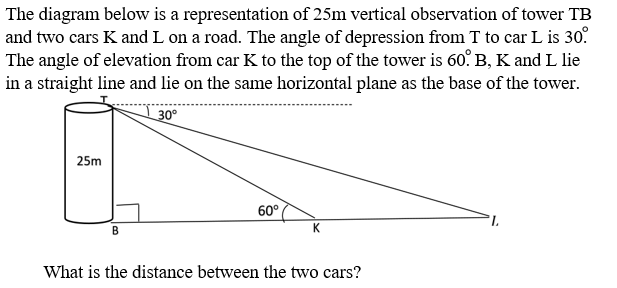 The diagram below is a representation of 25m vertical observation of tower TB
and two cars K and L on a road. The angle of depression from T to car L is 30°.
The angle of elevation from car K to the top of the tower is 60°. B, K and L lie
in a straight line and lie on the same horizontal plane as the base of the tower.
T
30°
25m
60°
B
K
L
What is the distance between the two cars?